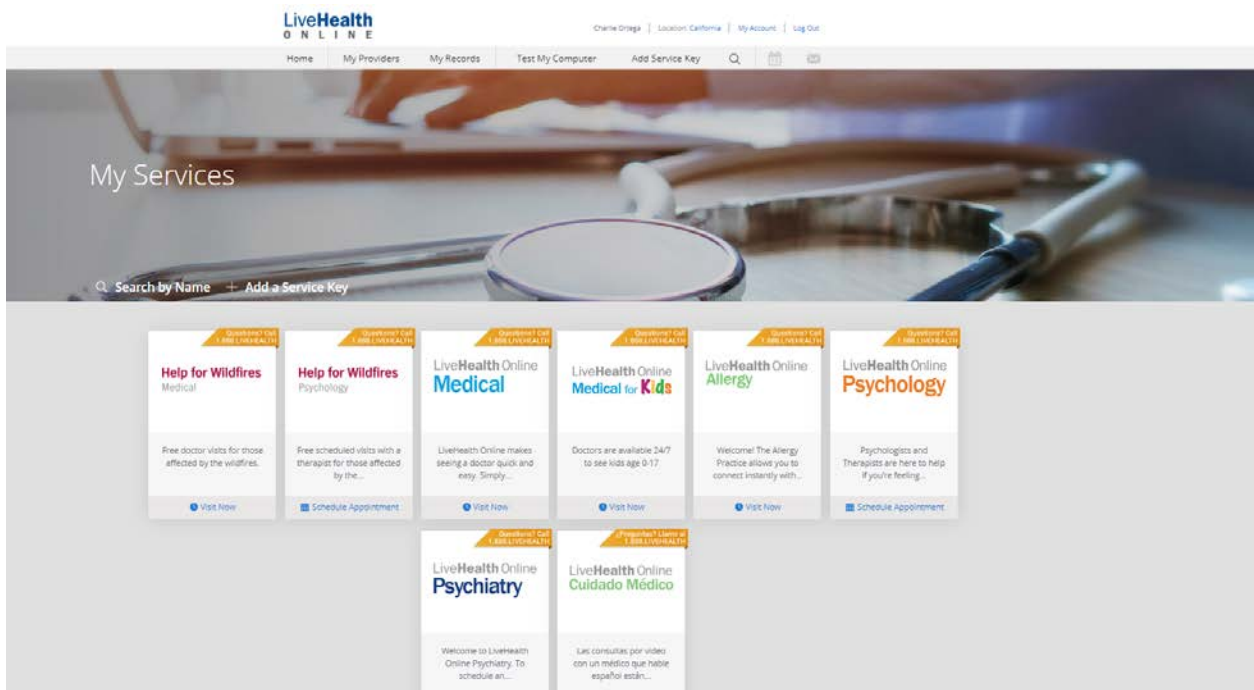 LiveHealth
ONLINE
Charlie Ortega | Location: California | My Account | Log Out
Home My Providers My Records Test My Computer Add Service Key
My Services
Search by Name + Add a Service Key
Questions? Call
1.888.LIVEHEALTH
Help for Wildfires
Medical
Free doctor visits for those
affected by the wildfires.
Visit Now
Questions? Call
1.888.LIVEHEALTH
Help for Wildfires
Psychology
Free scheduled visits with a
therapist for those affected
by the...
Schedule Appointment
Questions? Call
1.888.LIVEHEALTH
LiveHealth Online
Medical
LiveHealth Online makes
seeing a doctor quick and
easy. Simply...
Visit Now
Questions? Call
1.888.LIVEHEALTH
LiveHealth Online
Medical for Kids
Doctors are available 24/7
to see kids age 0-17
Visit Now
Questions? Call
1.888.LIVEHEALTH
LiveHealth Online
Allergy
Welcome! The Allergy
Practice allows you to
connect instantly with...
Visit Now
Questions? Call
1.888.LIVEHEALTH
LiveHealth Online
Psychology
Psychologists and
Therapists are here to help
if you're feeling...
Schedule Appointment
Questions? Call
1.888.LIVEHEALTH
LiveHealth Online
Psychiatry
Welcome to LiveHealth
Online Psychiatry. To
schedule an...
¿Preguntas? Llame al
1.888.LIVEHEALTH
LiveHealth Online
Cuidado Médico
Las consultas por video
con un médico que hable
español están...